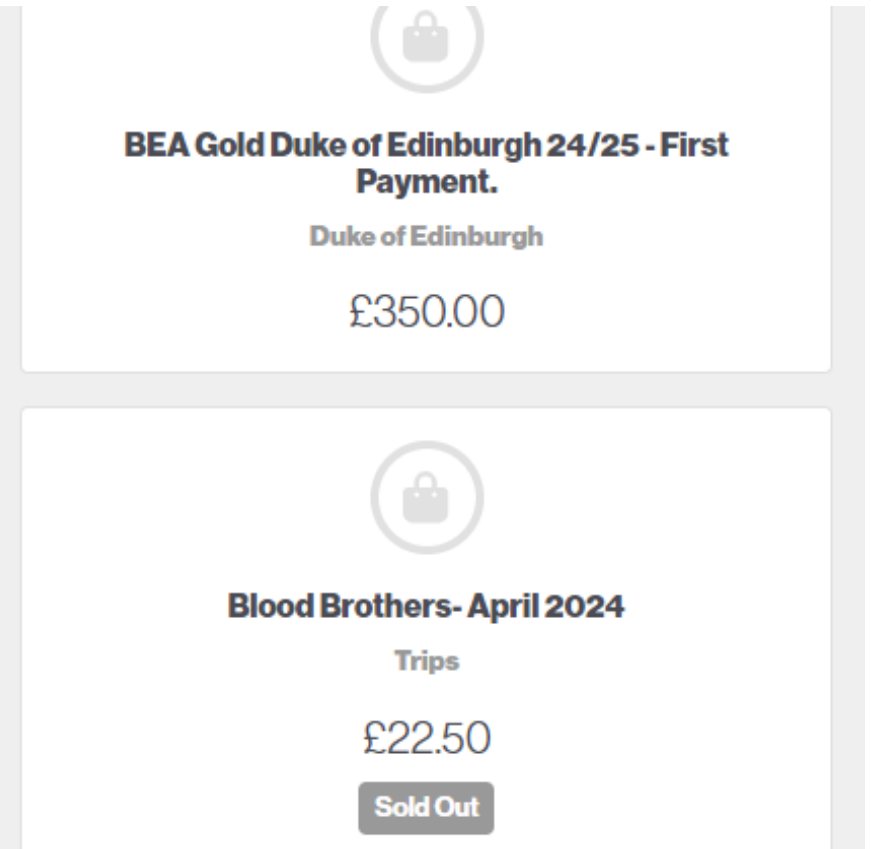 BEA Gold Duke of Edinburgh 24/25 - First
Payment.
Duke of Edinburgh
£350.00
Blood Brothers- April 2024
Trips
£22.50
Sold Out